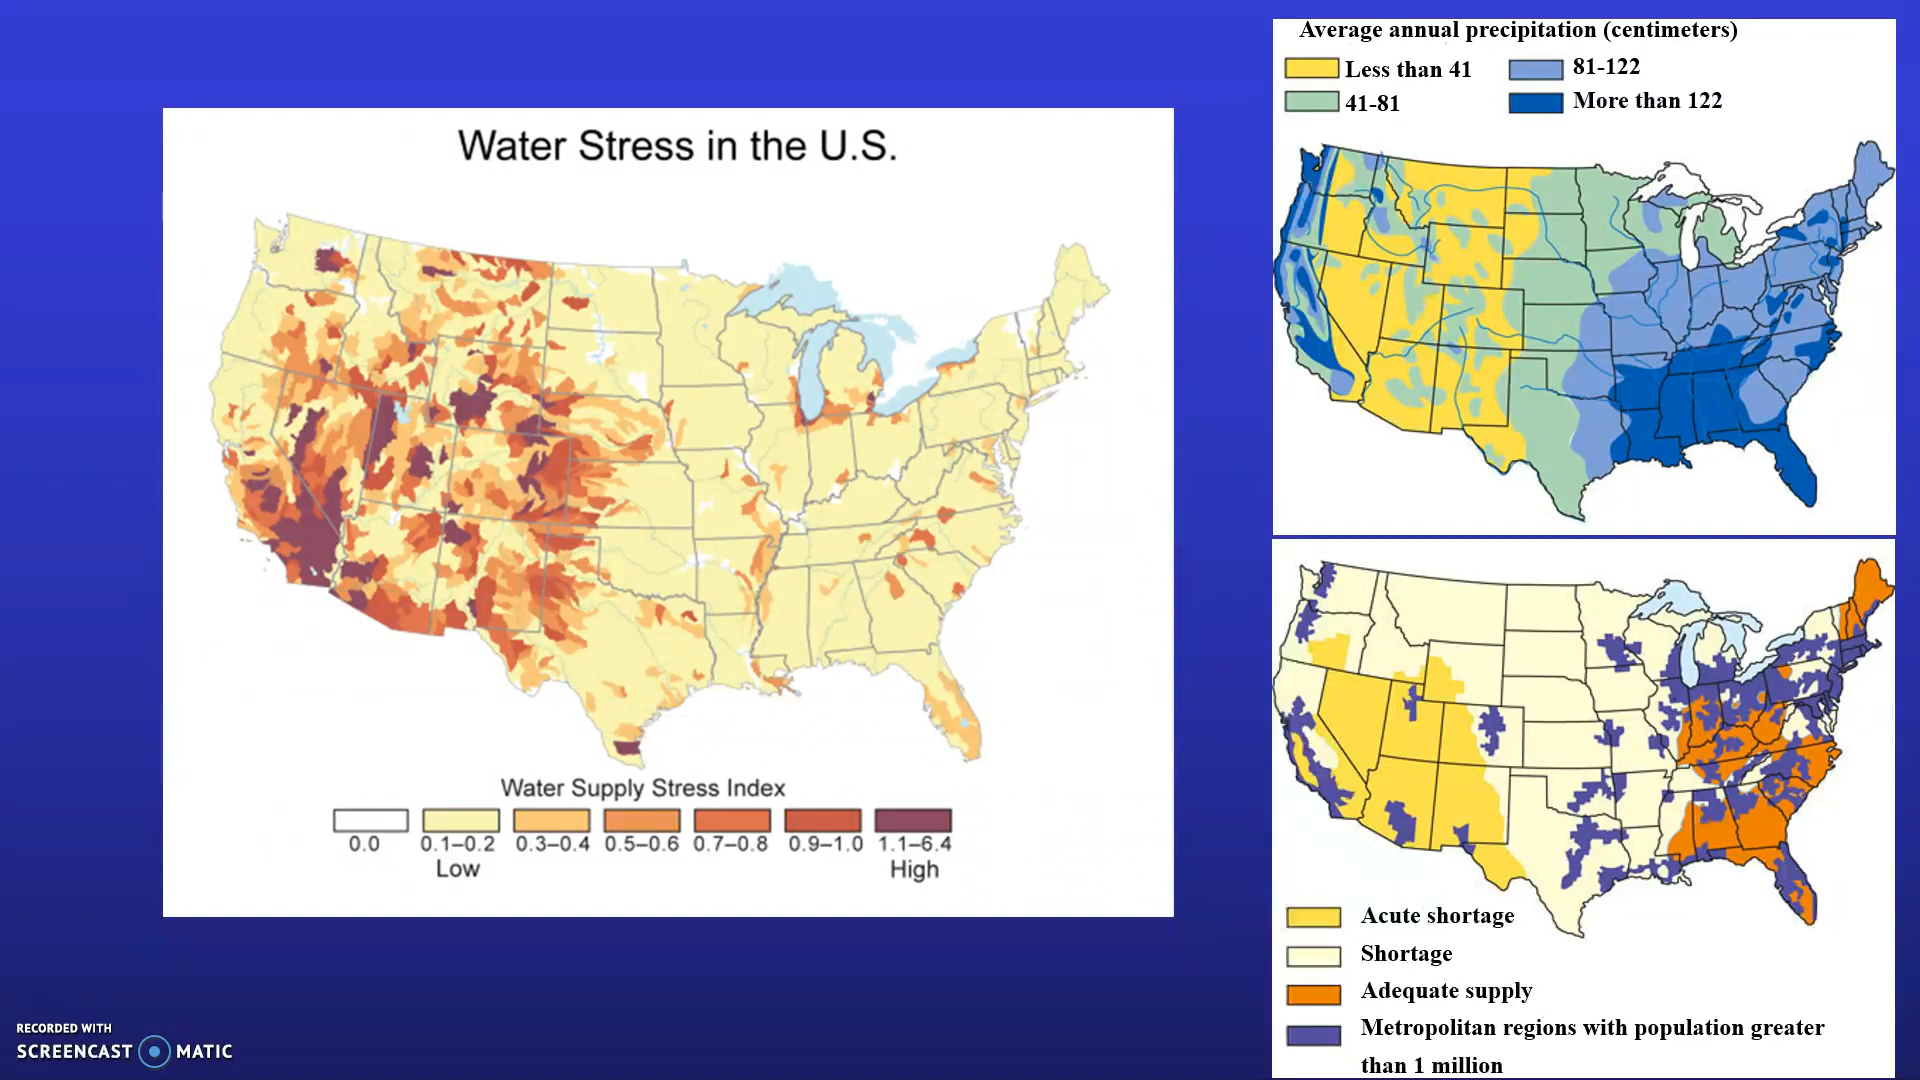 Water Stress in the U.S.
Water Supply Stress Index
0.0 0.1–0.2 0.3–0.4 0.5–0.6 0.7–0.8 0.9–1.0 1.1–6.4
Low High
Average annual precipitation (centimeters)
Less than 41 81-122
41-81 More than 122
Acute shortage
Shortage
Adequate supply
Metropolitan regions with population greater
than 1 million
RECORDED WITH
SCREENCAST MATIC